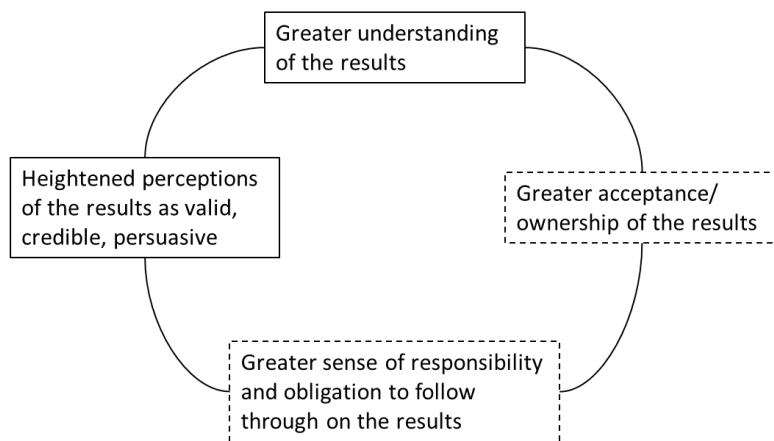 Greater understanding
of the results
Heightened perceptions
of the results as valid,
credible, persuasive
Greater acceptance/
ownership of the results
Greater sense of responsibility
and obligation to follow
through on the results